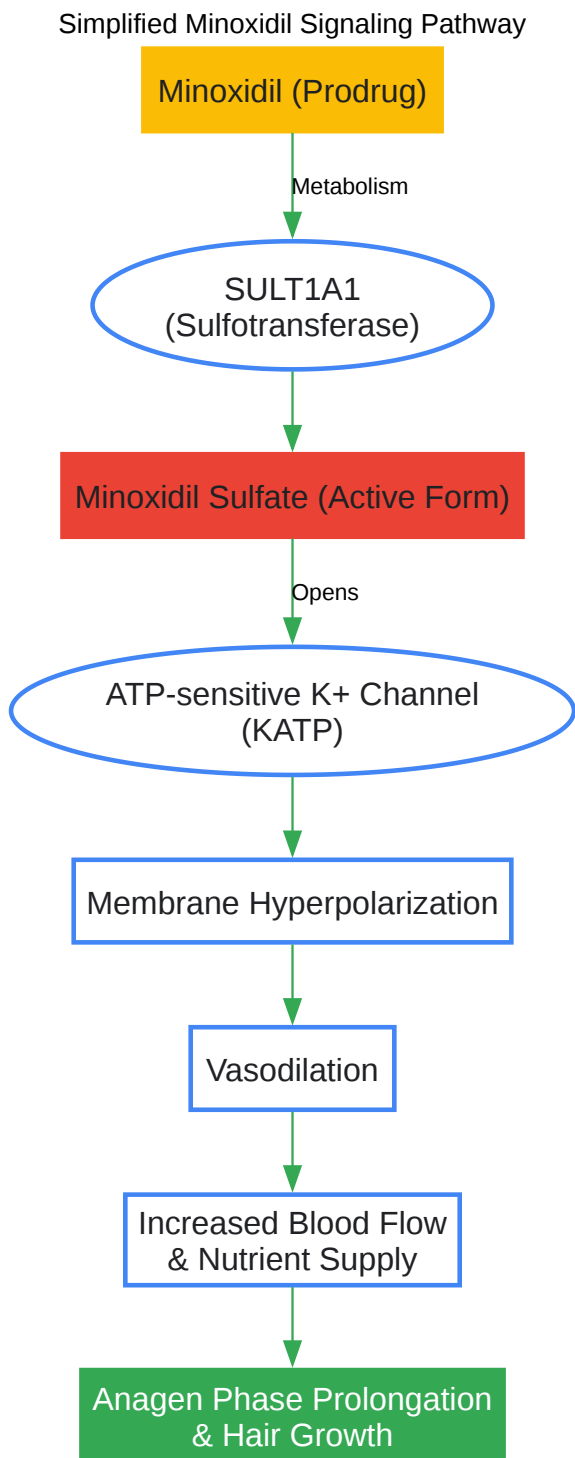 Simplified Minoxidil Signaling Pathway
Minoxidil (Prodrug)
Metabolism
SULT1A1
(Sulfotransferase)
Minoxidil Sulfate (Active Form)
Opens
ATP-sensitive K+ Channel
(KATP)
Membrane Hyperpolarization
Vasodilation
Increased Blood Flow
& Nutrient Supply
Anagen Phase Prolongation
& Hair Growth